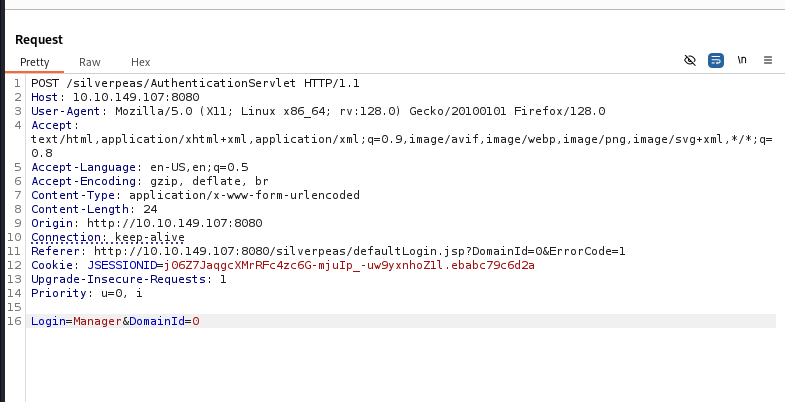 Request
Pretty Raw Hex \n
1 POST /silverpeas/AuthenticationServlet HTTP/1.1
2 Host: 10.10.149.107:8080
3 User-Agent: Mozilla/5.0 (X11; Linux x86_64; rv:128.0) Gecko/20100101 Firefox/128.0
4 Accept:
text/html,application/xhtml+xml,application/xml;q=0.9,image/avif,image/webp,image/png,image/svg+xml,*/*;q=
0.8
5 Accept-Language: en-US,en;q=0.5
6 Accept-Encoding: gzip, deflate, br
7 Content-Type: application/x-www-form-urlencoded
8 Content-Length: 24
9 Origin: http://10.10.149.107:8080
10 Connection: keep-alive
11 Referer: http://10.10.149.107:8080/silverpeas/defaultLogin.jsp?DomainId=0&ErrorCode=1
12 Cookie: JSESSIONID=j06Z7JaqgcXMrRFc4zc6G-mjuIp_-uw9yxnhoZ1l.ebabc79c6d2a
13 Upgrade-Insecure-Requests: 1
14 Priority: u=0, i
15
16 Login=Manager&DomainId=0